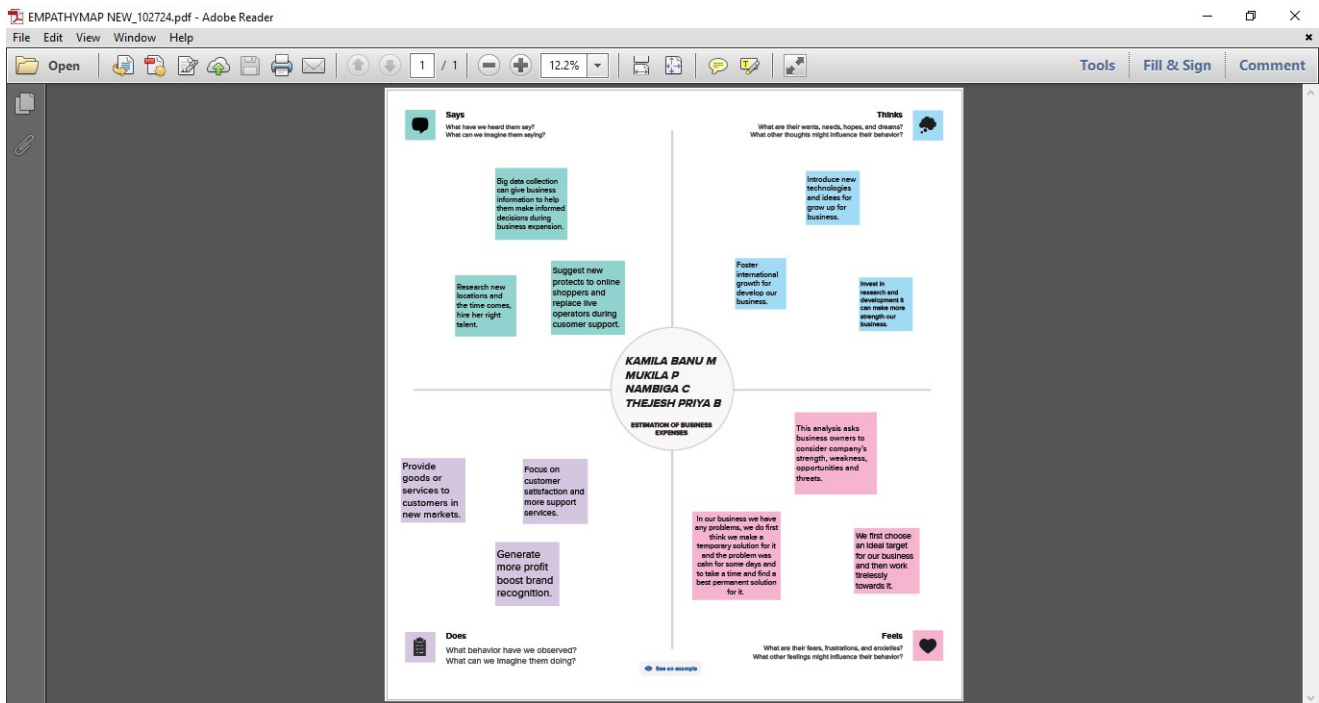 EMPATHYMAP NEW_102724.pdf - Adobe Reader
File Edit View Window Help
Open
1 / 1
12.2%
Tools
Fill & Sign
Comment
Says
What have we heard them say?
What can we imagine them saying?
Thinks
What are their wants, needs, hopes, and dreams?
What other thoughts might influence their behavior?
Big data collection
can give business
information to help
them make informed
decisions during
business expansion.
Research new
locations and
the time comes,
hire her right
talent.
Suggest new
protects to online
shoppers and
replace live
operators during
cusomer support.
Introduce new
technologies
and ideas for
grow up for
business.
Foster
international
growth for
develop our
business.
Invest in
research and
development it
can make more
strength our
business.
KAMILA BANU M
MUKILA P
NAMBIGA C
THEJESH PRIYA B
ESTIMATION OF BUSINESS
EXPENSES
Provide
goods or
services to
customers in
new markets.
Focus on
customer
satisfaction and
more support
services.
Generate
more profit
boost brand
recognition.
This analysis asks
business owners to
consider company's
strength, weakness,
opportunities and
threats.
In our business we have
any problems, we do first
think we make a
temporary solution for it
and the problem was
calm for some days and
to take a time and find a
best permanent solution
for it.
We first choose
an ideal target
for our business
and then work
tirelessly
towards it.
Does
What behavior have we observed?
What can we imagine them doing?
See an example
Feels
What are their fears, frustrations, and anxieties?
What other feelings might influence their behavior?